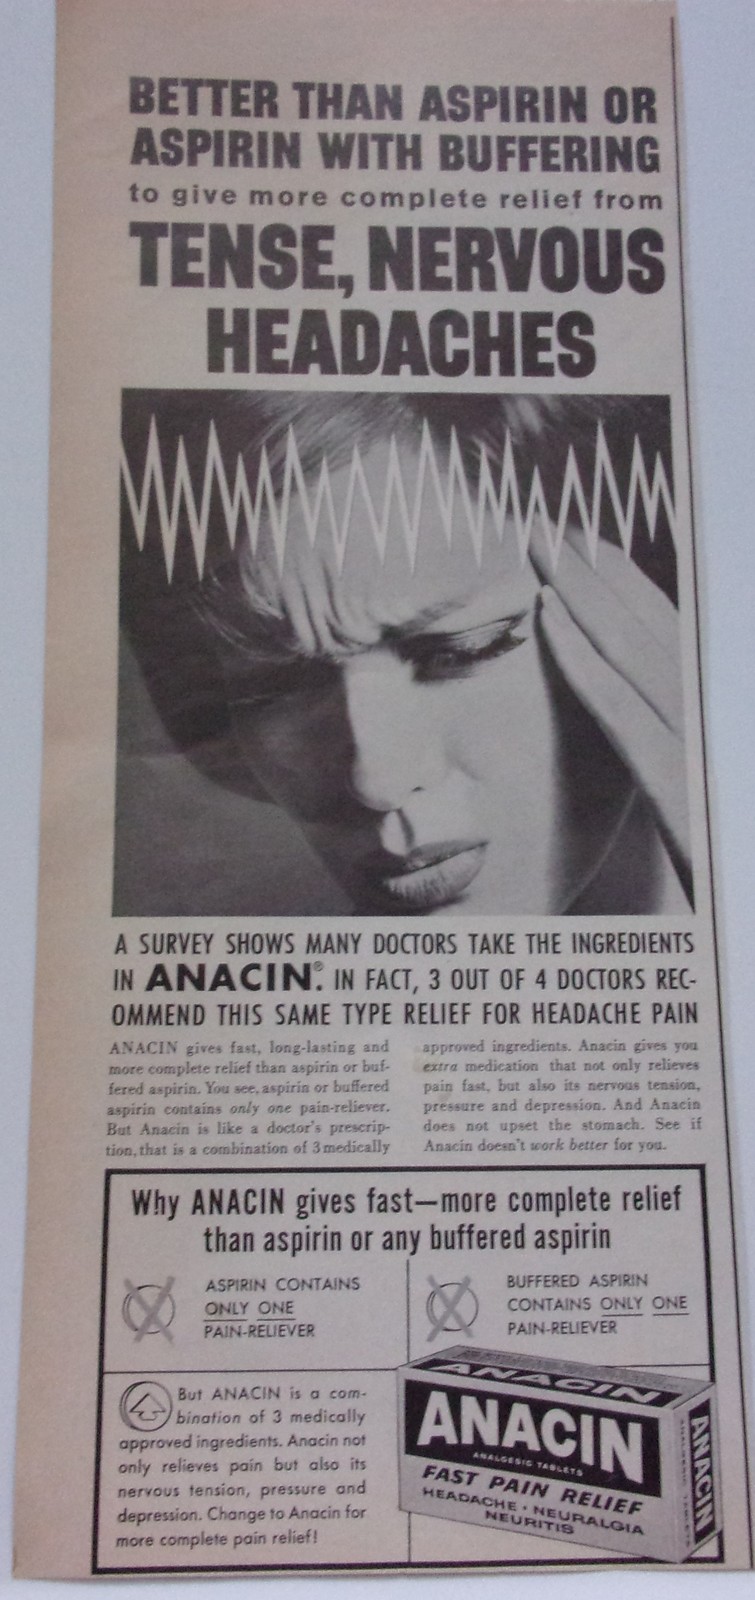 BETTER THAN ASPIRIN OR
ASPIRIN WITH BUFFERING
to give more complete relief from
TENSE, NERVOUS
HEADACHES
A SURVEY SHOWS MANY DOCTORS TAKE THE INGREDIENTS
IN ANACIN®. IN FACT, 3 OUT OF 4 DOCTORS REC-
OMMEND THIS SAME TYPE RELIEF FOR HEADACHE PAIN
ANACIN gives fast, long-lasting and
more complete relief than aspirin or buf-
fered aspirin. You see, aspirin or buffered
aspirin contains only one pain-reliever.
But Anacin is like a doctor's prescrip-
tion, that is a combination of 3 medically
approved ingredients. Anacin gives you
extra medication that not only relieves
pain fast, but also its nervous tension,
pressure and depression. And Anacin
does not upset the stomach. See if
Anacin doesn't work better for you.
Why ANACIN gives fast—more complete relief
than aspirin or any buffered aspirin
ASPIRIN CONTAINS
ONLY ONE
PAIN-RELIEVER
BUFFERED ASPIRIN
CONTAINS ONLY ONE
PAIN-RELIEVER
But ANACIN is a com-
bination of 3 medically
approved ingredients. Anacin not
only relieves pain but also its
nervous tension, pressure and
depression. Change to Anacin for
more complete pain relief!
ANACIN
ANACIN
ANALGESIC TABLETS
FAST PAIN RELIEF
HEADACHE • NEURALGIA
NEURITIS
ANACIN